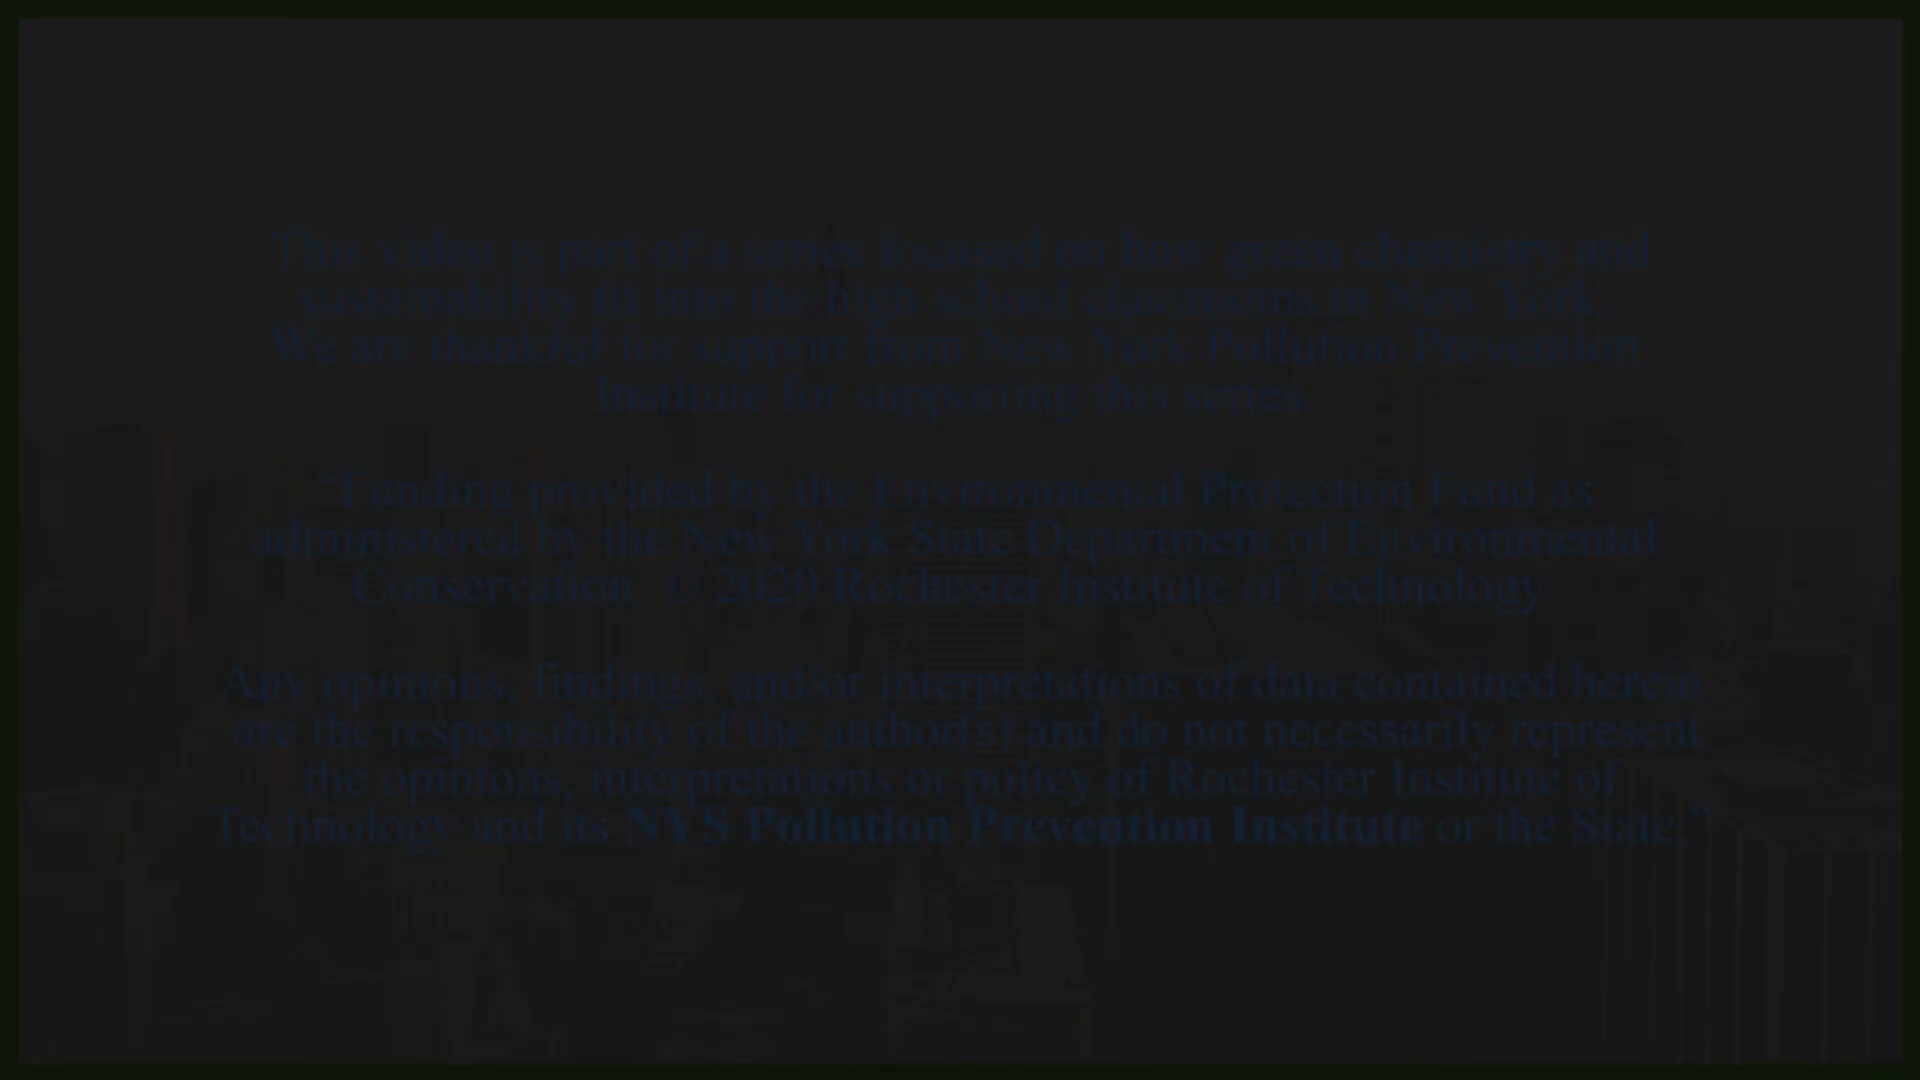 This video is part of a series focused on how green chemistry and
sustainability fit into the high school classrooms in New York.
We are thankful for support from New York Pollution Prevention
Institute for supporting this series.
“Funding provided by the Environmental Protection Fund as
administered by the New York State Department of Environmental
Conservation. © 2020 Rochester Institute of Technology.
Any opinions, findings, and/or interpretations of data contained herein
are the responsibility of the author(s) and do not necessarily represent
the opinions, interpretations or policy of Rochester Institute of
Technology and its NYS Pollution Prevention Institute or the State.”